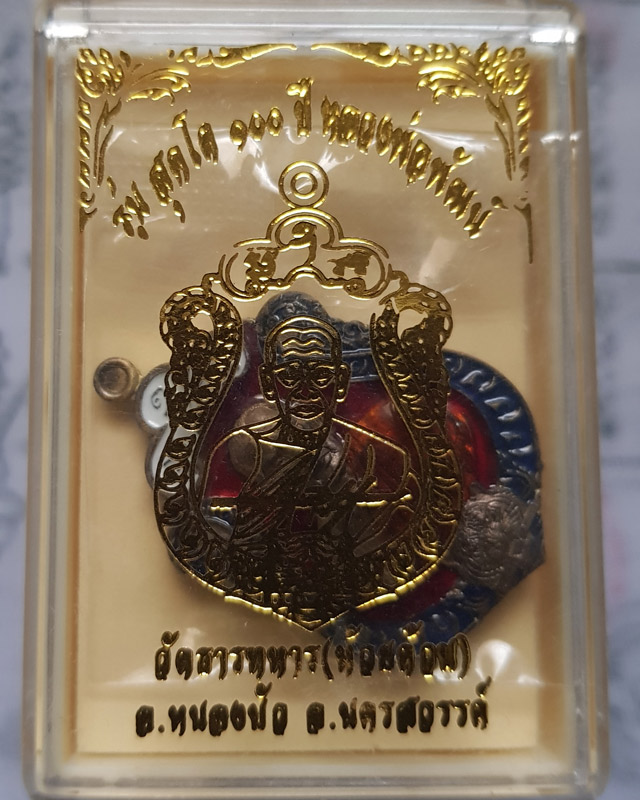 รุ่น สุคโต ๑๐๐ ปี หลวงพ่อพัฒน์
วัดธารทหาร(ห้วยด้วน)
อ.หนองบัว จ.นครสวรรค์